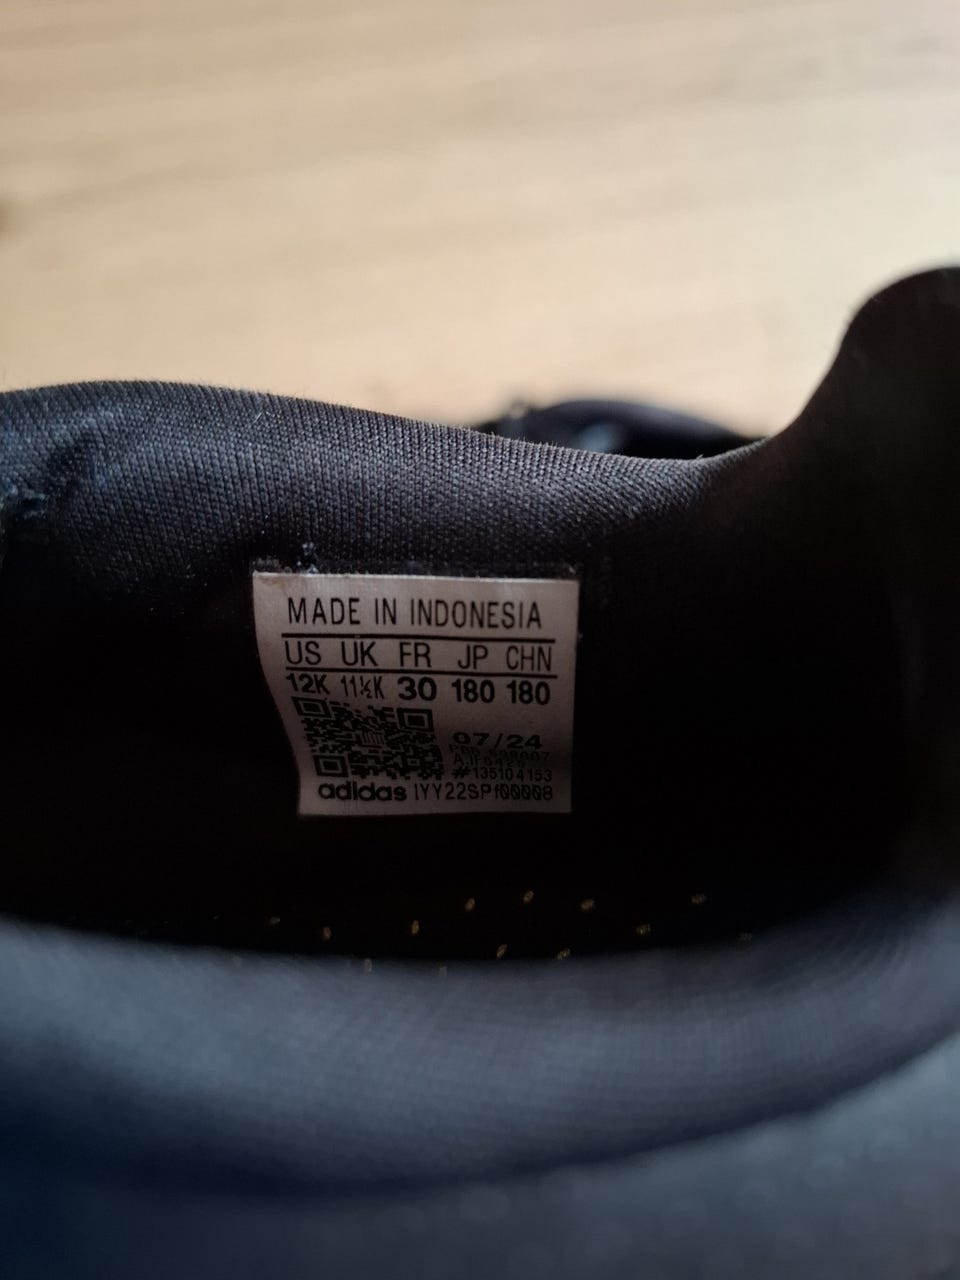 MADE IN INDONESIA
US UK FR JP CHN
12K 11½K 30 180 180
07/24
#135104153
adidas